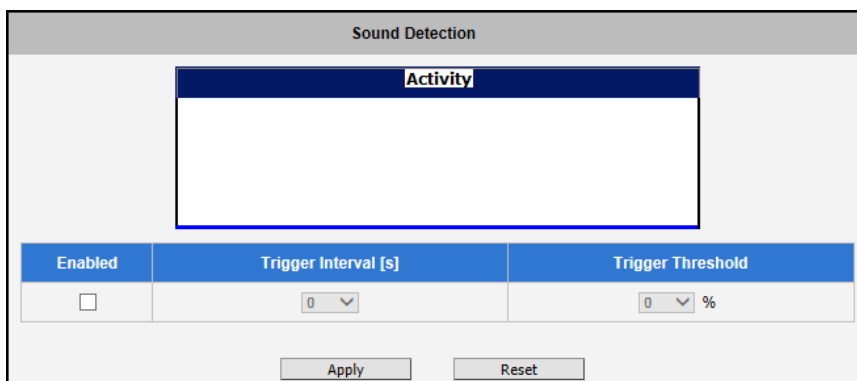 Sound Detection
Activity
Enabled Trigger Interval [s] Trigger Threshold
0 0 %
Apply Reset